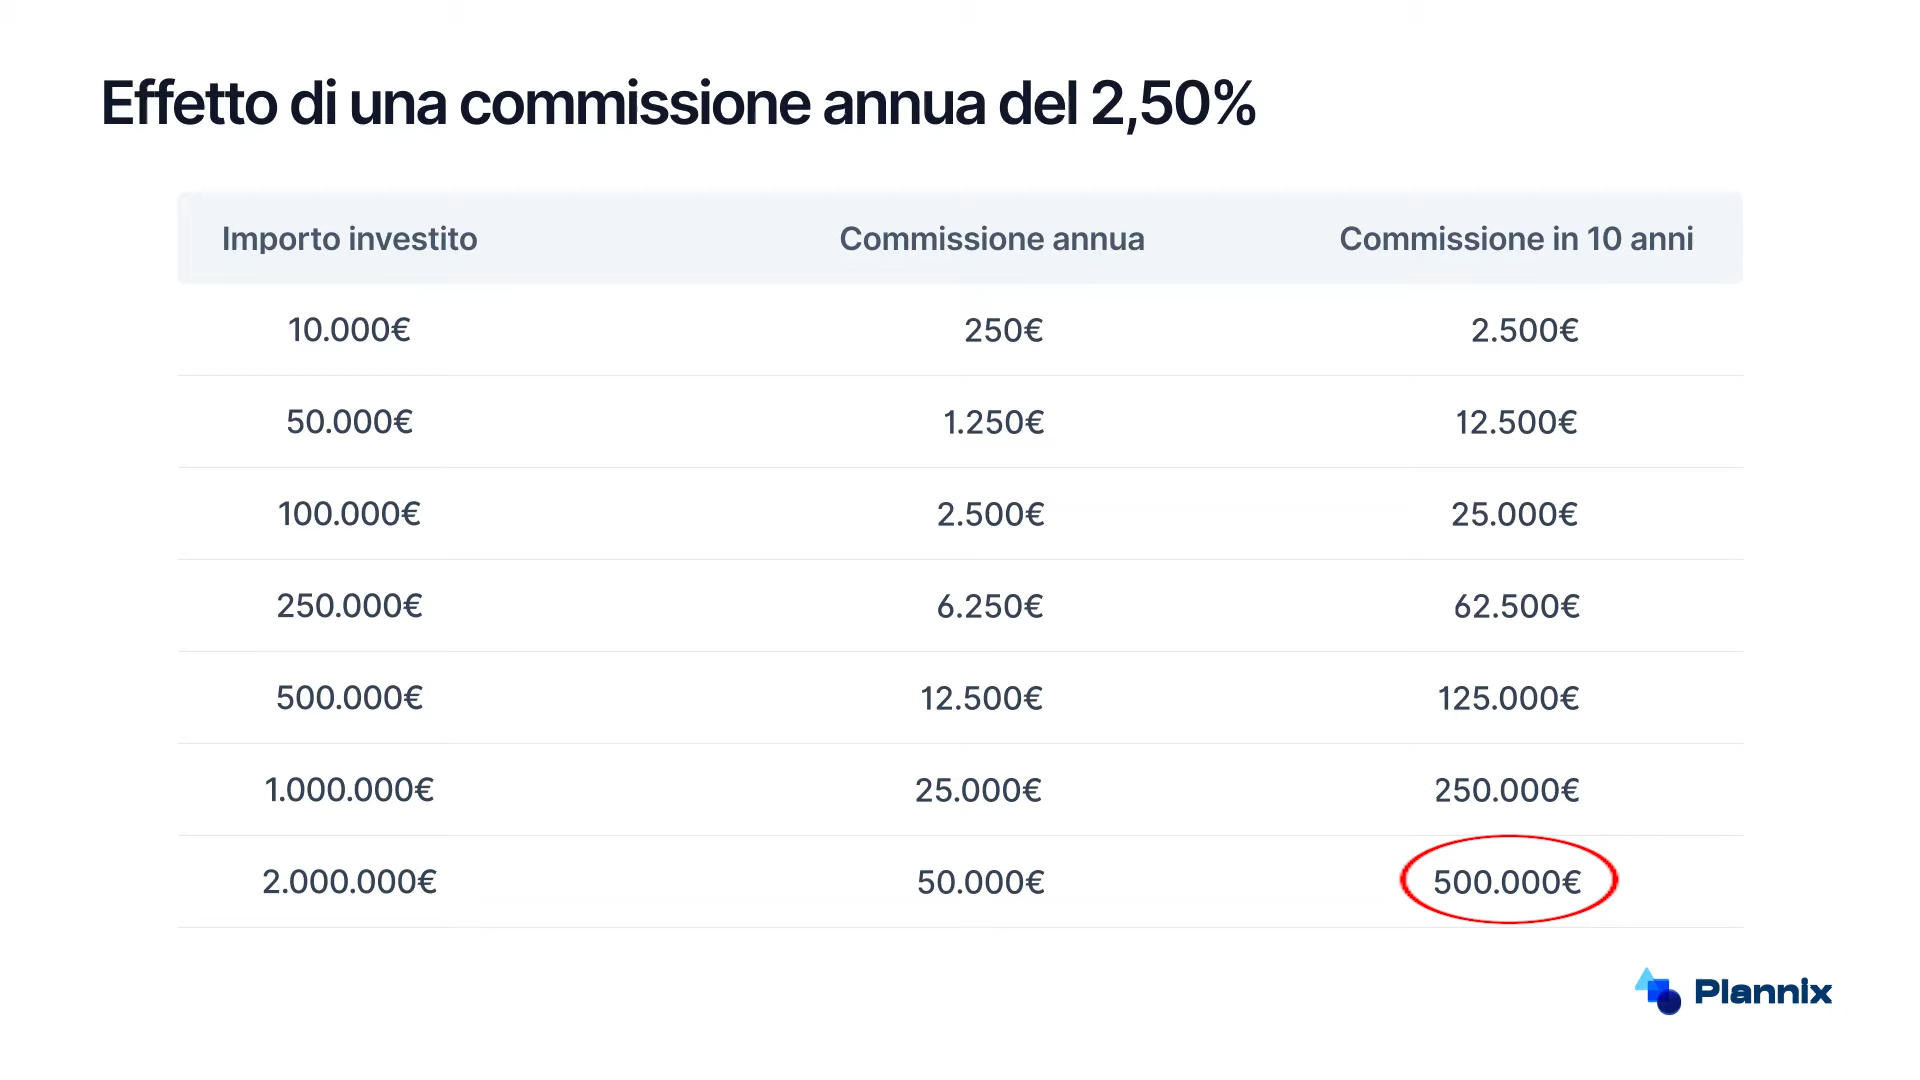 Effetto di una commissione annua del 2,50%
Importo investito Commissione annua Commissione in 10 anni
10.000€ 250€ 2.500€
50.000€ 1.250€ 12.500€
100.000€ 2.500€ 25.000€
250.000€ 6.250€ 62.500€
500.000€ 12.500€ 125.000€
1.000.000€ 25.000€ 250.000€
2.000.000€ 50.000€ 500.000€
Plannix